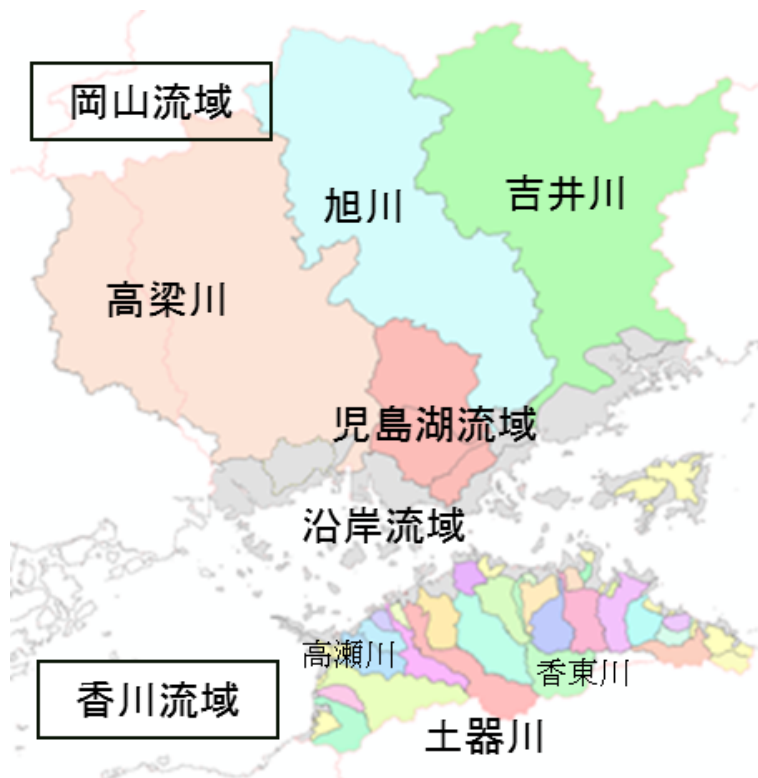 岡山流域
旭川
吉井川
高梁川
児島湖流域
沿岸流域
高瀬川
香東川
香川流域
土器川